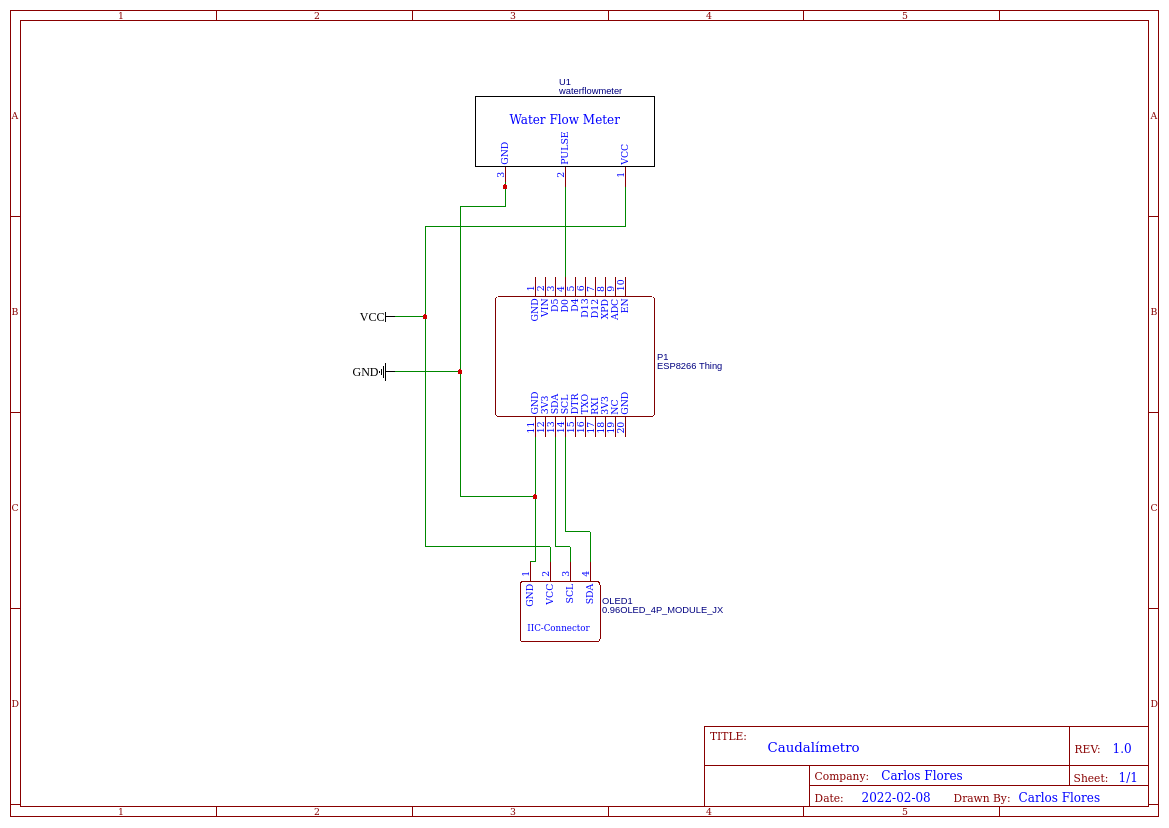 1 2 3 4 5
A A
B B
C C
D D
U1
waterflowmeter
Water Flow Meter
GND PULSE VCC
3 2 1
VCC
GND
1 2 3 4 5 6 7 8 9 10
GND VIN D5 D0 D4 D13 D12 XPD ADC EN
P1
ESP8266 Thing
GND 3V3 SDA SCL DTR TXO RXI 3V3 NC GND
11 12 13 14 15 16 17 18 19 20
1 2 3 4
GND VCC SCL SDA
OLED1
0.96OLED_4P_MODULE_JX
IIC-Connector
TITLE:
Caudalímetro
REV: 1.0
Company: Carlos Flores
Sheet: 1/1
Date: 2022-02-08 Drawn By: Carlos Flores
1 2 3 4 5